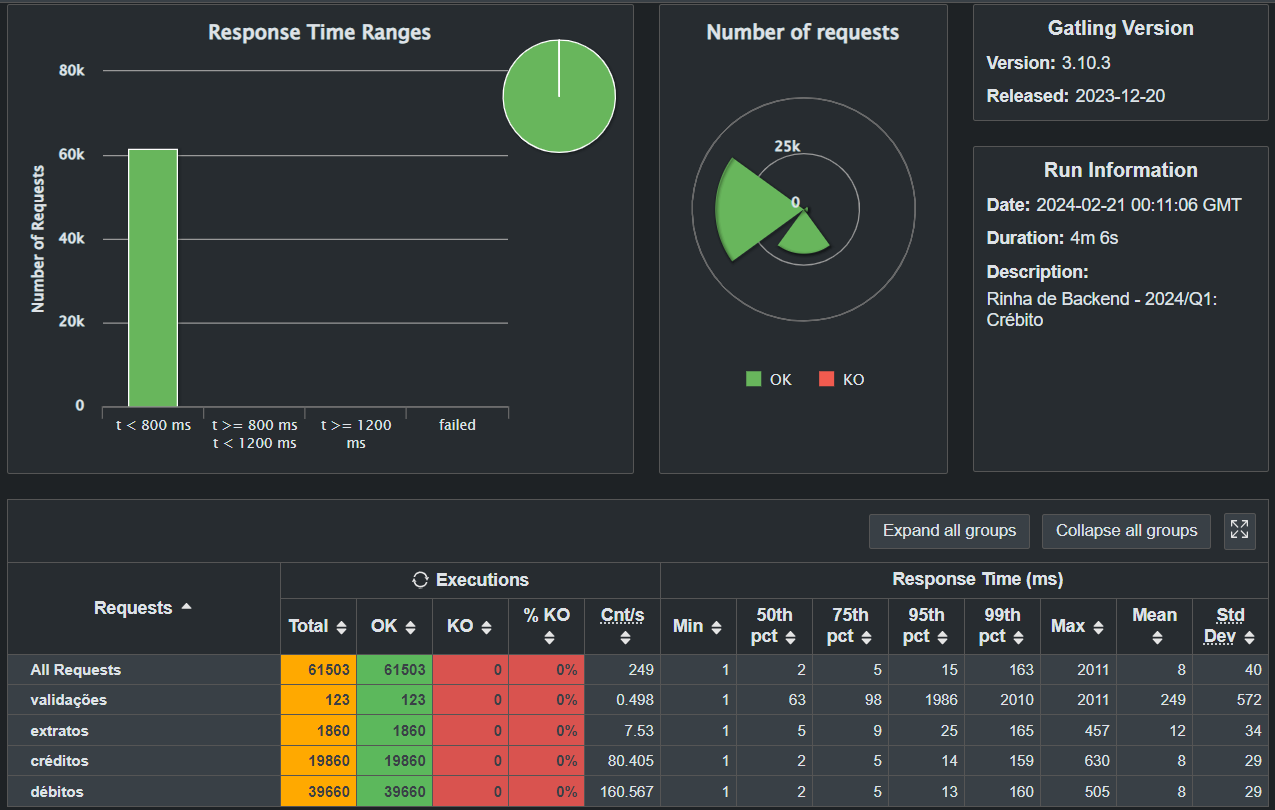 Response Time Ranges
80k
60k
40k
20k
0
Number of Requests
t < 800 ms
t >= 800 ms
t < 1200 ms
t >= 1200
ms
failed
Number of requests
25k
0
OK
KO
Gatling Version
Version: 3.10.3
Released: 2023-12-20
Run Information
Date: 2024-02-21 00:11:06 GMT
Duration: 4m 6s
Description:
Rinha de Backend - 2024/Q1:
Crébito
Expand all groups Collapse all groups
Requests Executions Response Time (ms)
Total OK KO % KO Cnt/s Min 50th pct 75th pct 95th pct 99th pct Max Mean Std Dev
All Requests 61503 61503 0 0% 249 1 2 5 15 163 2011 8 40
validações 123 123 0 0% 0.498 1 63 98 1986 2010 2011 249 572
extratos 1860 1860 0 0% 7.53 1 5 9 25 165 457 12 34
créditos 19860 19860 0 0% 80.405 1 2 5 14 159 630 8 29
débitos 39660 39660 0 0% 160.567 1 2 5 13 160 505 8 29